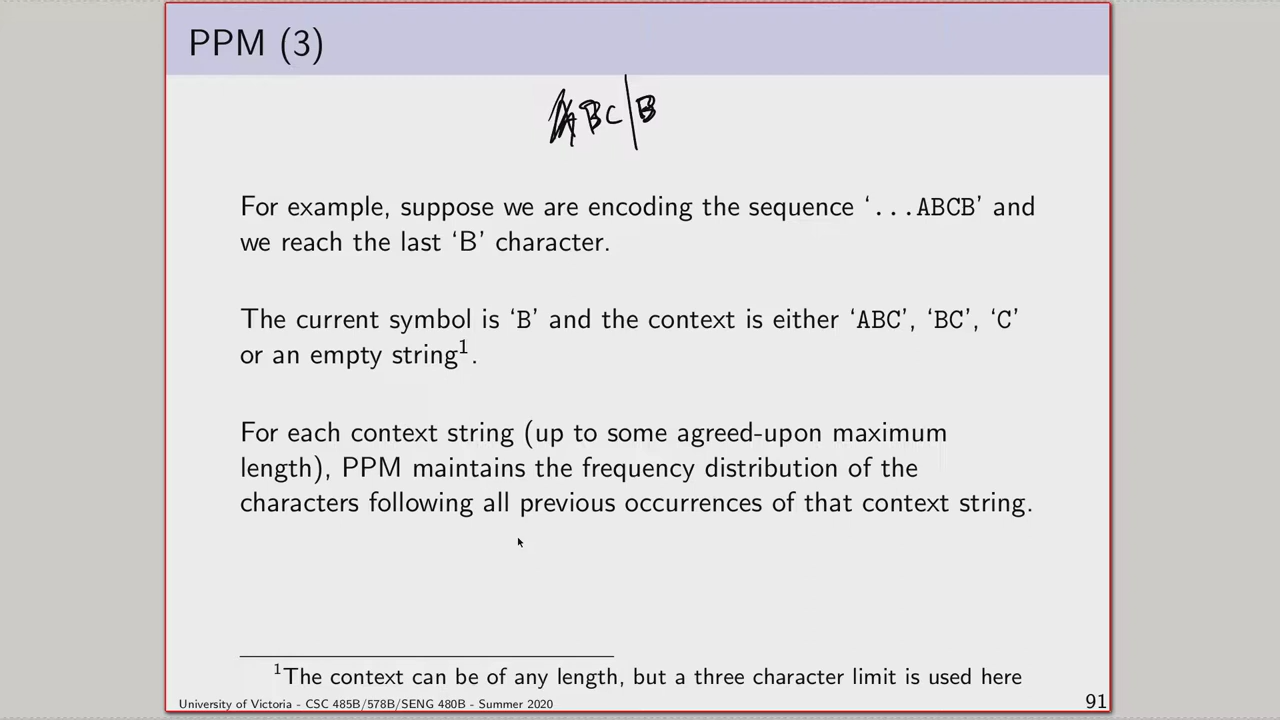 PPM (3)
ABC|B
For example, suppose we are encoding the sequence ‘...ABCB’ and
we reach the last ‘B’ character.
The current symbol is ‘B’ and the context is either ‘ABC’, ‘BC’, ‘C’
or an empty string¹.
For each context string (up to some agreed-upon maximum
length), PPM maintains the frequency distribution of the
characters following all previous occurrences of that context string.
¹The context can be of any length, but a three character limit is used here
University of Victoria - CSC 485B/578B/SENG 480B - Summer 2020
91